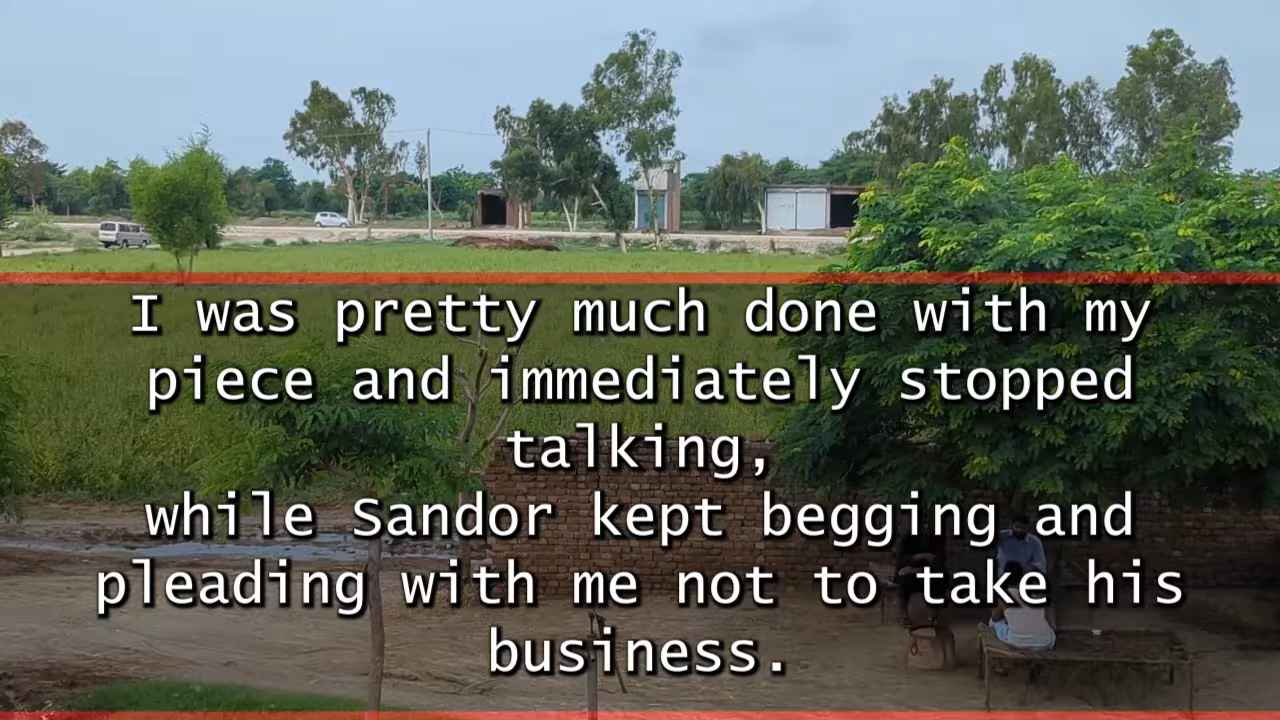 I was pretty much done with my
piece and immediately stopped
talking,
while Sandor kept begging and
pleading with me not to take his
business.